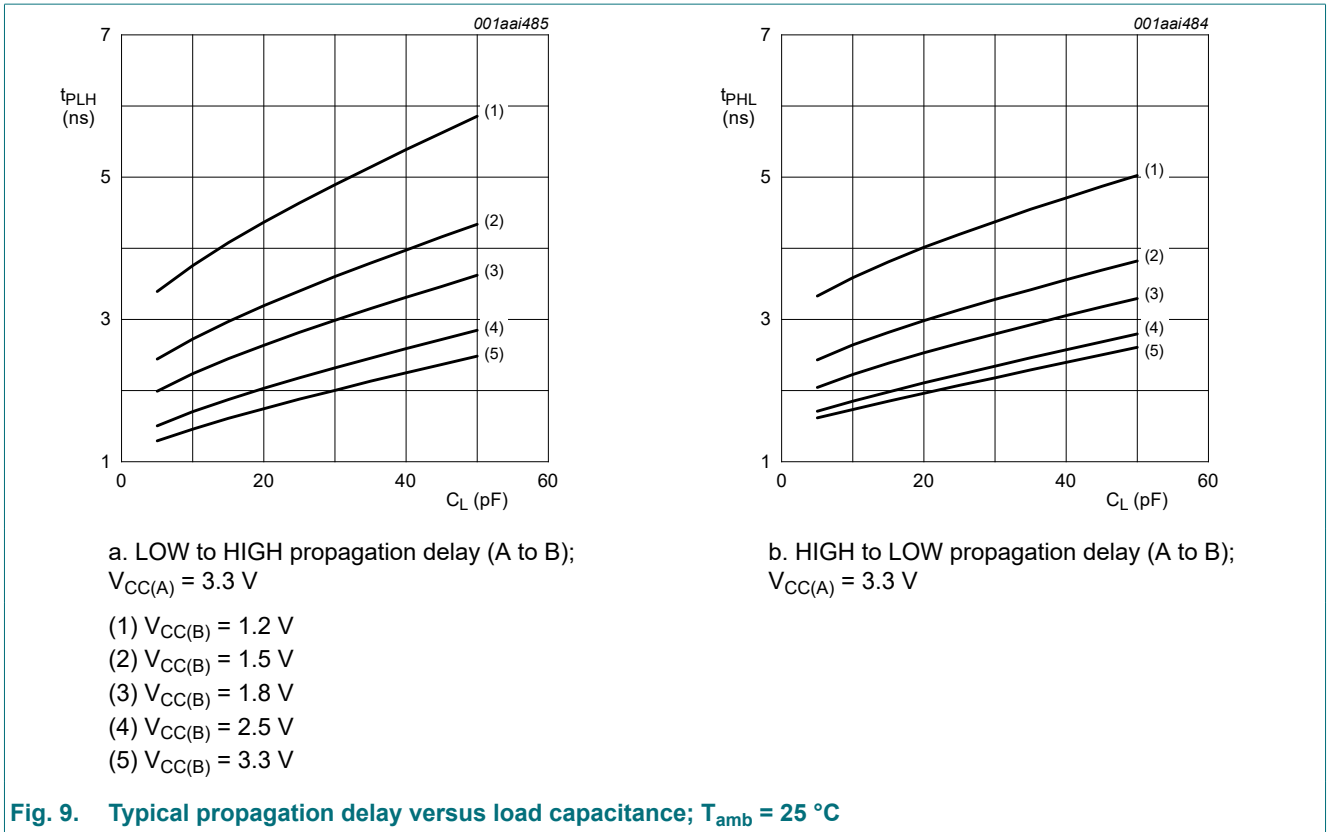 001aai485
7
tPLH
(ns)
(1)
5
(2)
(3)
3
(4)
(5)
1
0 20 40 60
CL (pF)
a. LOW to HIGH propagation delay (A to B);
VCC(A) = 3.3 V
(1) VCC(B) = 1.2 V
(2) VCC(B) = 1.5 V
(3) VCC(B) = 1.8 V
(4) VCC(B) = 2.5 V
(5) VCC(B) = 3.3 V
001aai484
7
tPHL
(ns)
(1)
5
(2)
(3)
3
(4)
(5)
1
0 20 40 60
CL (pF)
b. HIGH to LOW propagation delay (A to B);
VCC(A) = 3.3 V
Fig. 9. Typical propagation delay versus load capacitance; Tamb = 25 °C